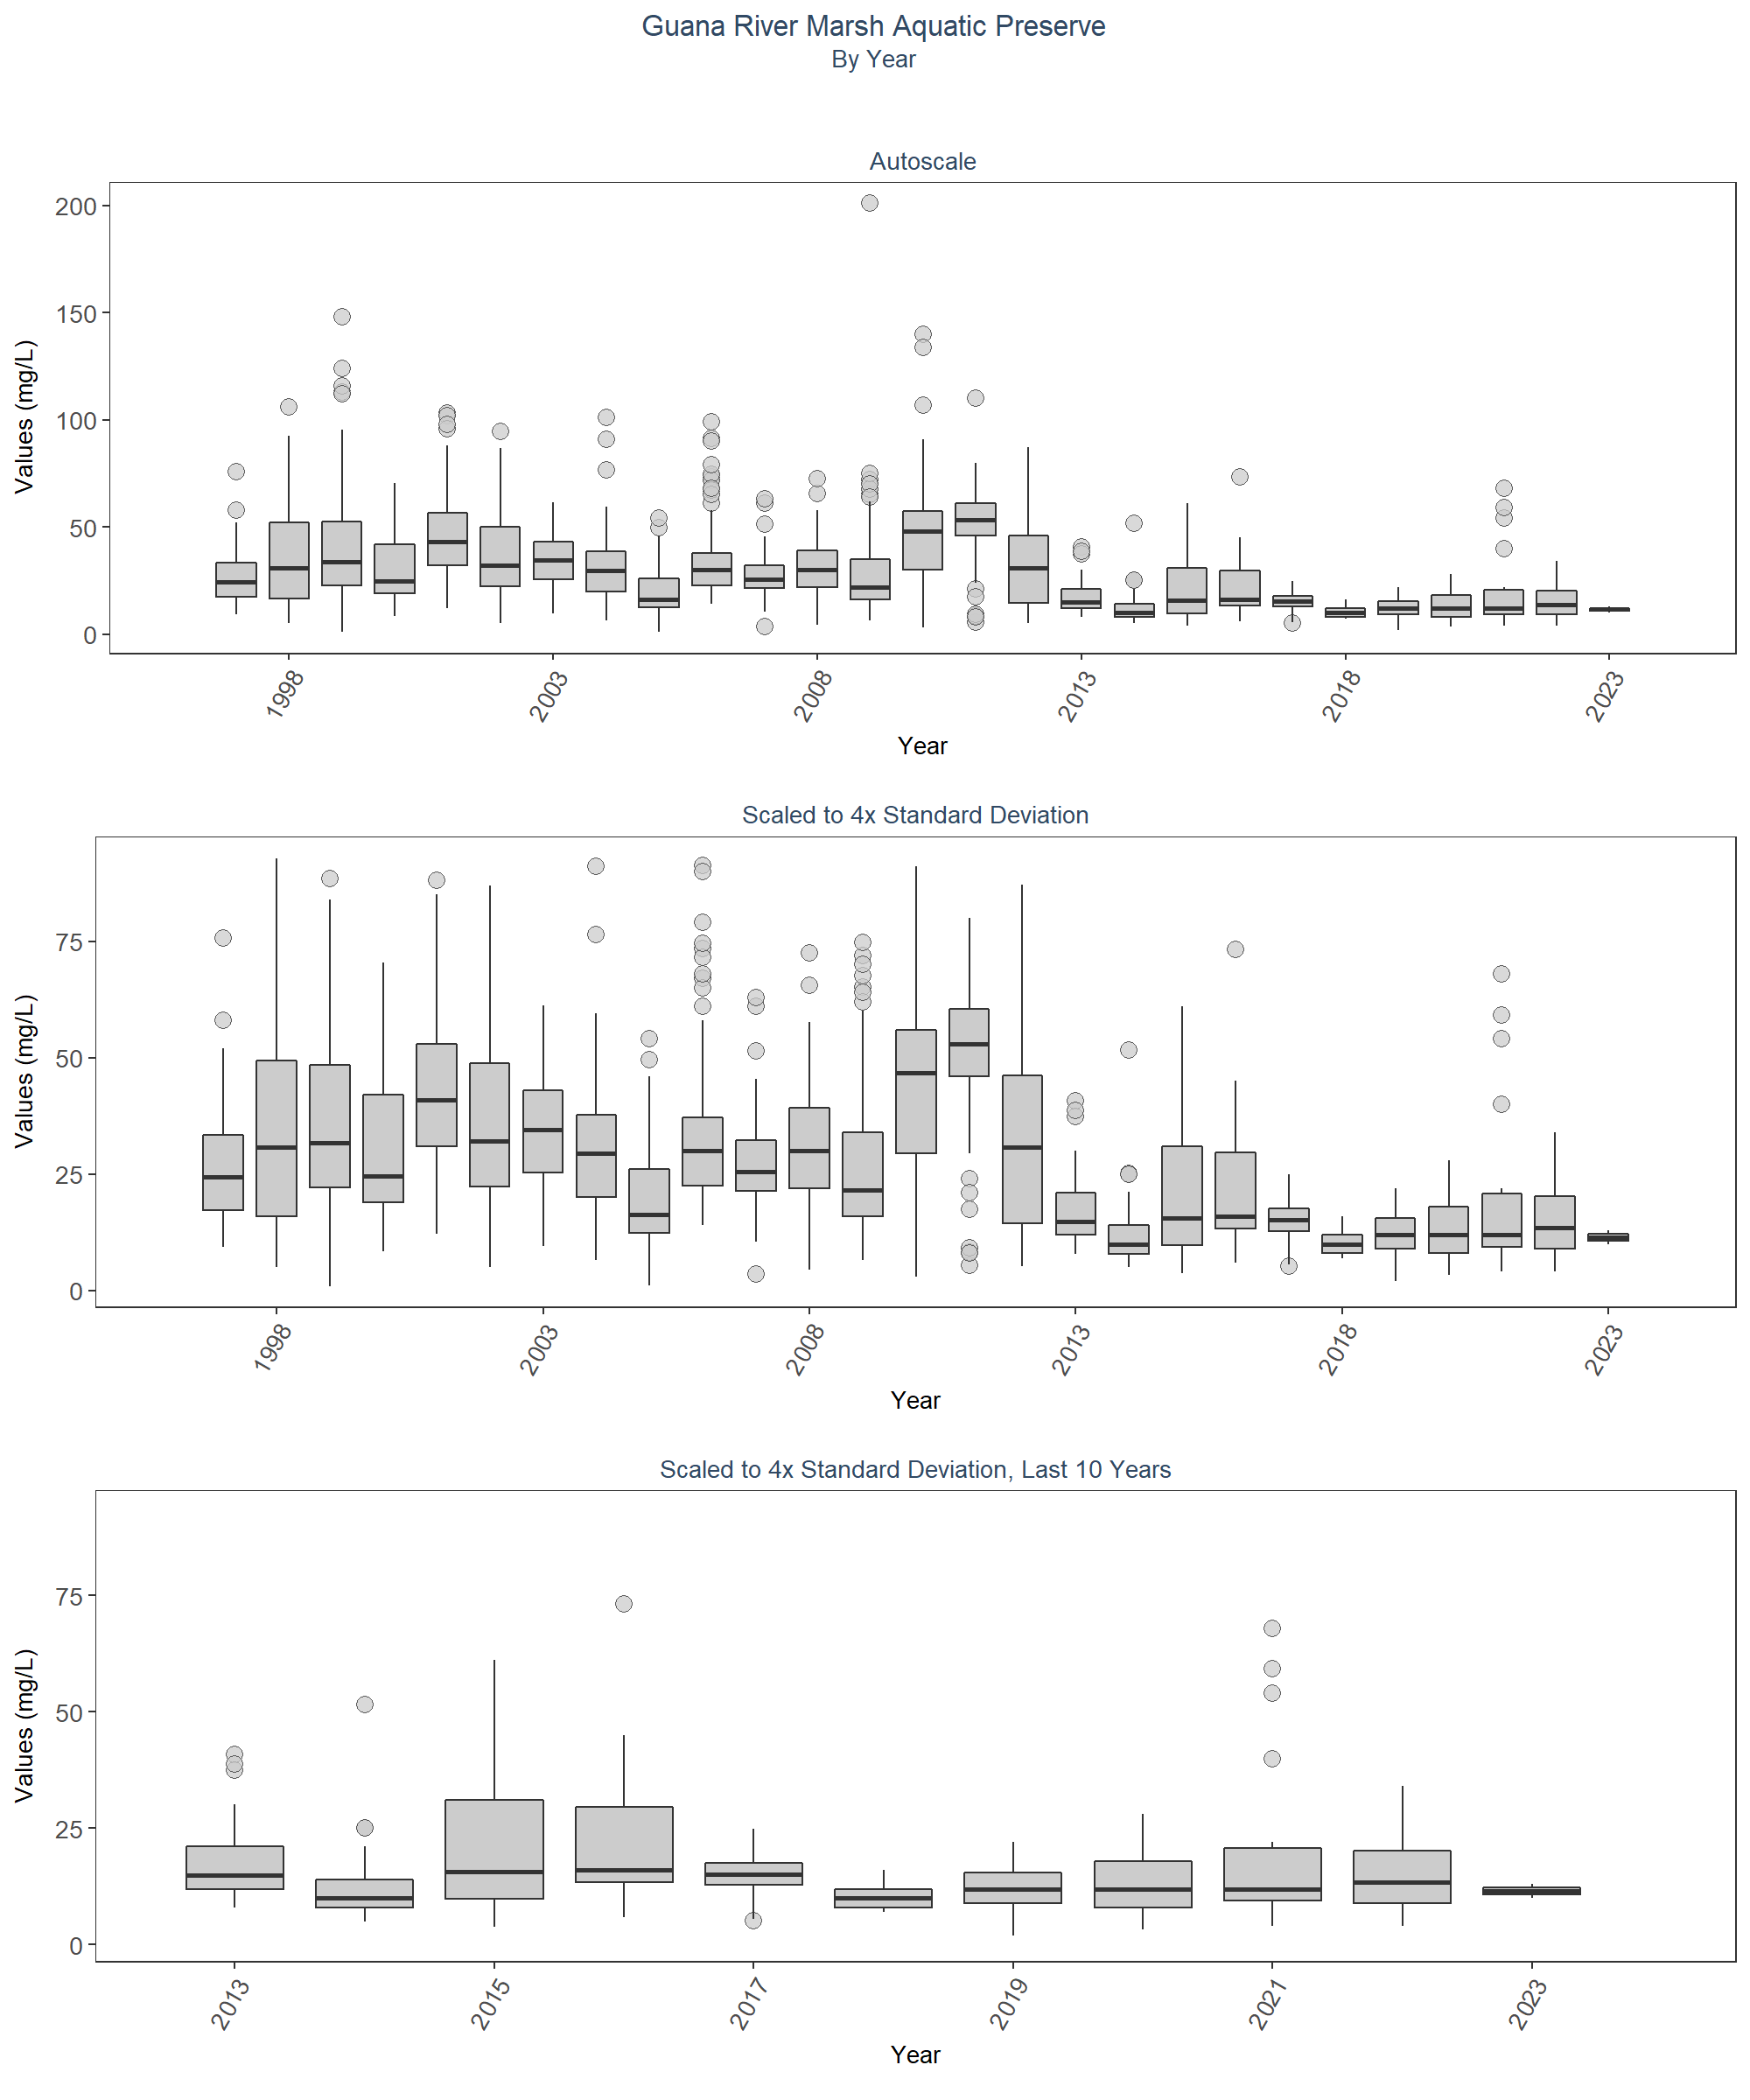 Guana River Marsh Aquatic Preserve
By Year
Autoscale
Values (mg/L)
200
150
100
50
0
1998 2003 2008 2013 2018 2023
Year
Scaled to 4x Standard Deviation
Values (mg/L)
75
50
25
0
1998 2003 2008 2013 2018 2023
Year
Scaled to 4x Standard Deviation, Last 10 Years
Values (mg/L)
75
50
25
0
2013 2015 2017 2019 2021 2023
Year